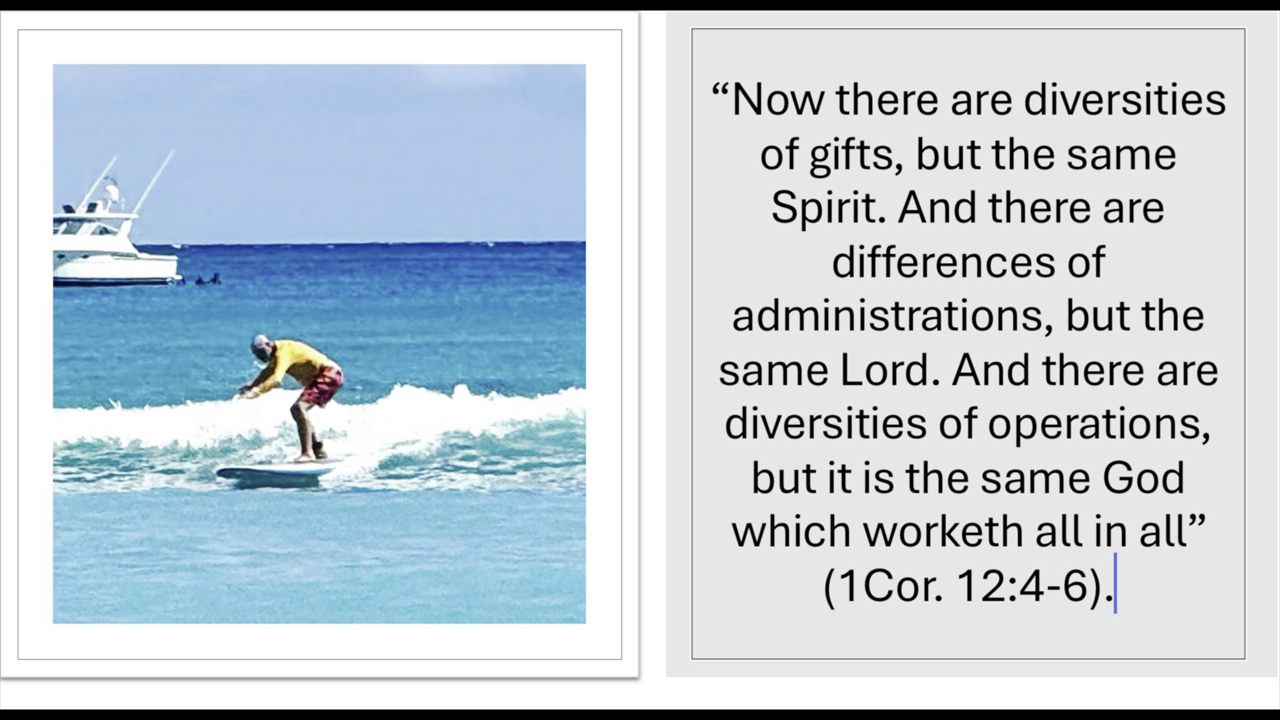 “Now there are diversities
of gifts, but the same
Spirit. And there are
differences of
administrations, but the
same Lord. And there are
diversities of operations,
but it is the same God
which worketh all in all”
(1Cor. 12:4-6).